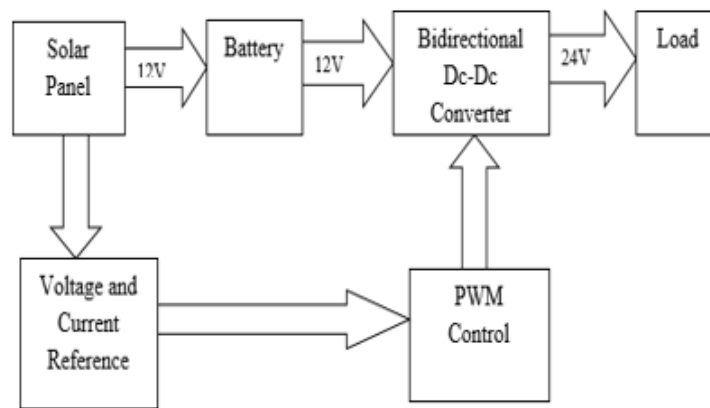 Solar
Panel
12V
Battery
12V
Bidirectional
Dc-Dc
Converter
24V
Load
Voltage and
Current
Reference
PWM
Control